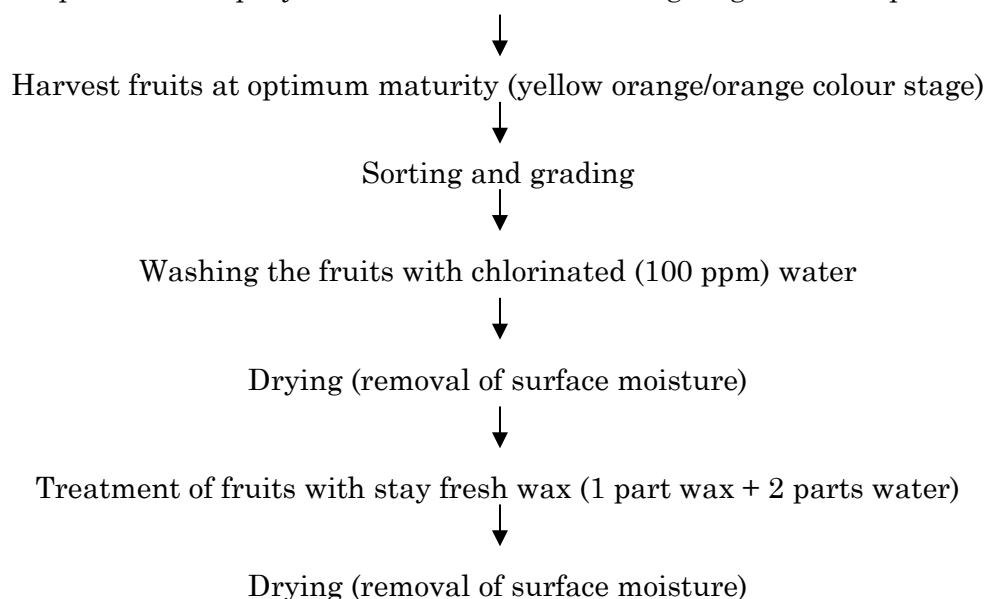 Harvest fruits at optimum maturity (yellow orange/orange colour stage)
Sorting and grading
Washing the fruits with chlorinated (100 ppm) water
Drying (removal of surface moisture)
Treatment of fruits with stay fresh wax (1 part wax + 2 parts water)
Drying (removal of surface moisture)